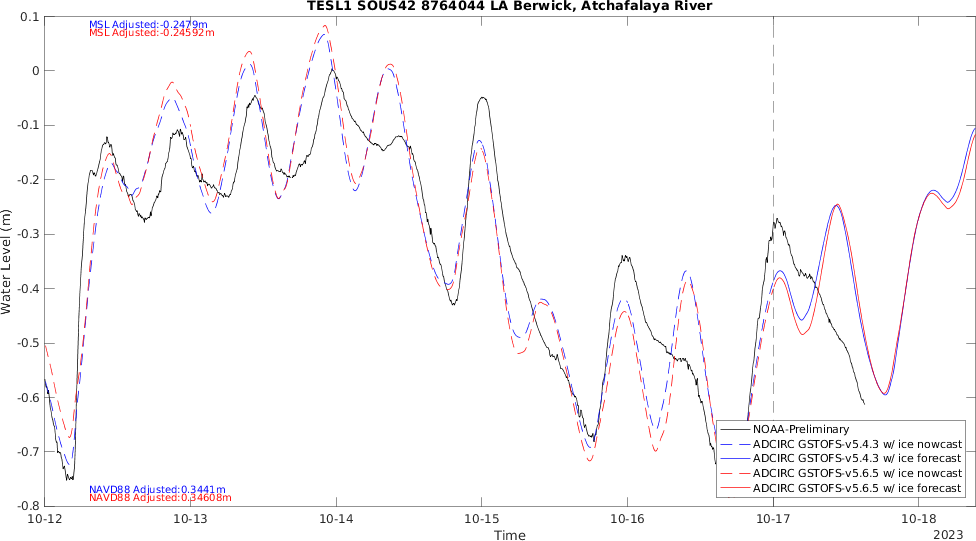 TESL1 SOUS42 8764044 LA Berwick, Atchafalaya River
MSL Adjusted:-0.2479m
MSL Adjusted:-0.24592m
0.1
0
-0.1
-0.2
-0.3
-0.4
-0.5
-0.6
-0.7
-0.8
Water Level (m)
NOAA-Preliminary
ADCIRC GSTOFS-v5.4.3 w/ ice nowcast
ADCIRC GSTOFS-v5.4.3 w/ ice forecast
ADCIRC GSTOFS-v5.6.5 w/ ice nowcast
ADCIRC GSTOFS-v5.6.5 w/ ice forecast
NAVD88 Adjusted:0.3441m
NAVD88 Adjusted:0.34608m
10-12 10-13 10-14 10-15 10-16 10-17 10-18
Time
2023